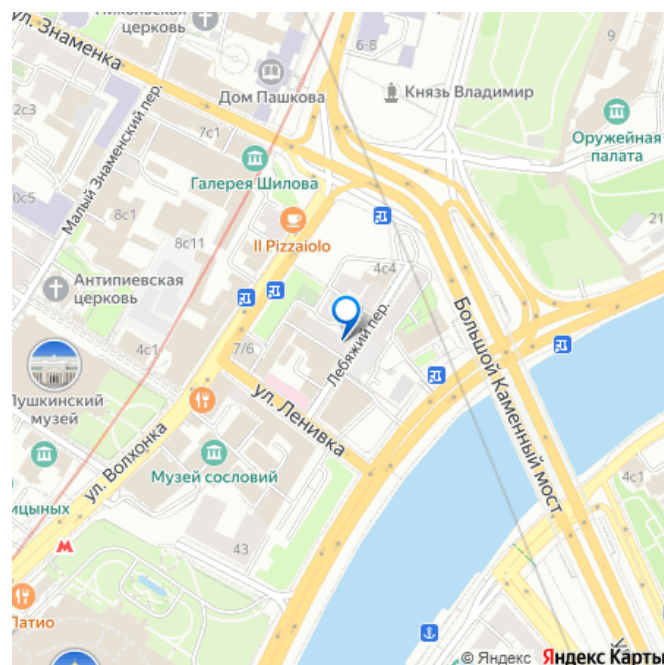 Никольская
церковь
ул. Знаменка
6-8
9
Дом Пашкова
Князь Владимир
2с3
7с1
Оружейная
палата
Малый Знаменский пер.
Галерея Шилова
0с5
8с1
21
Il Pizzaiolo
8с11
4с4
Антипиевская
церковь
Большой Каменный мост
Лебяжий пер.
4с1
7/6
Пушкинский
музей
ул. Ленивка
ул. Волхонка
Музей сословий
4с1
ицыных
43
Патио
© Яндекс Яндекс Карты